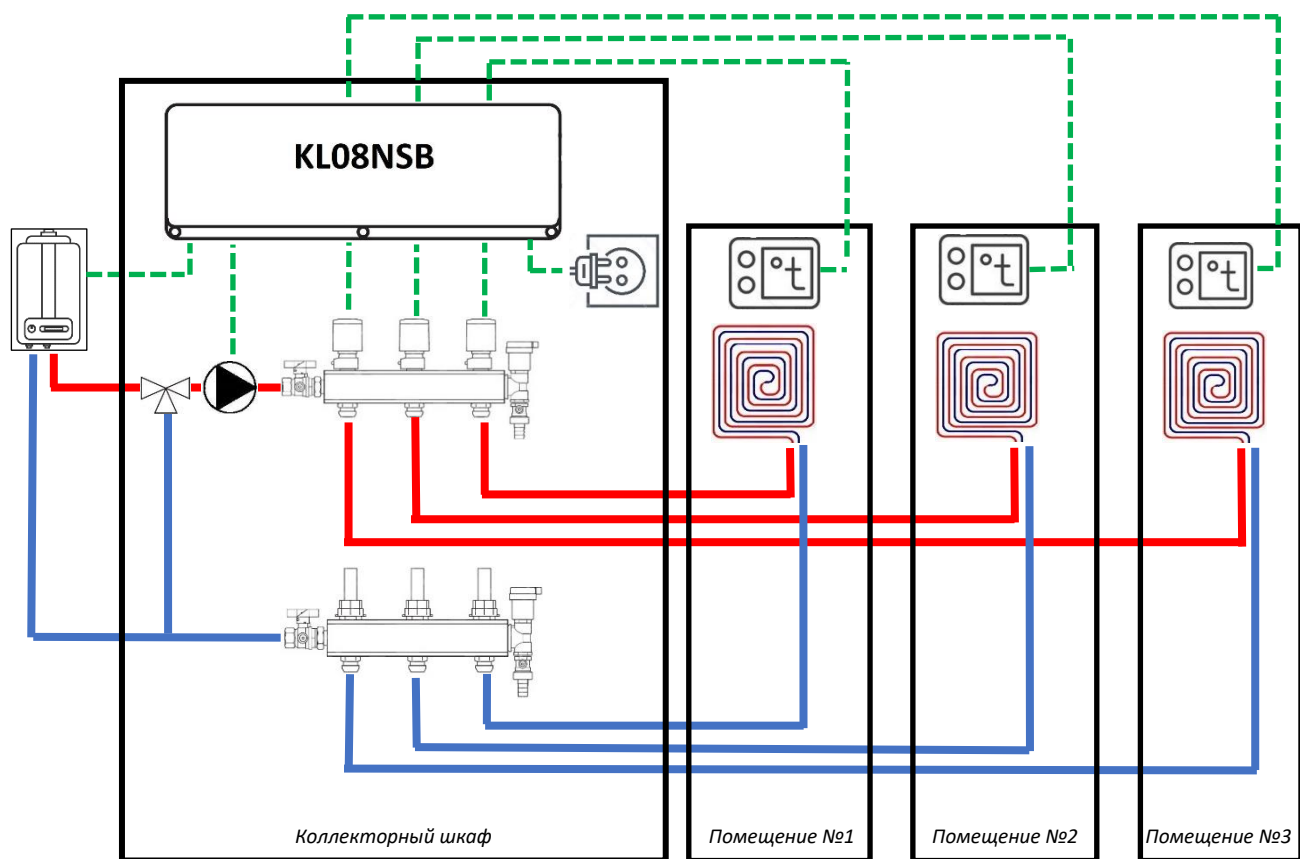 KL08NSB
°t
°t
°t
Коллекторный шкаф
Помещение №1
Помещение №2
Помещение №3